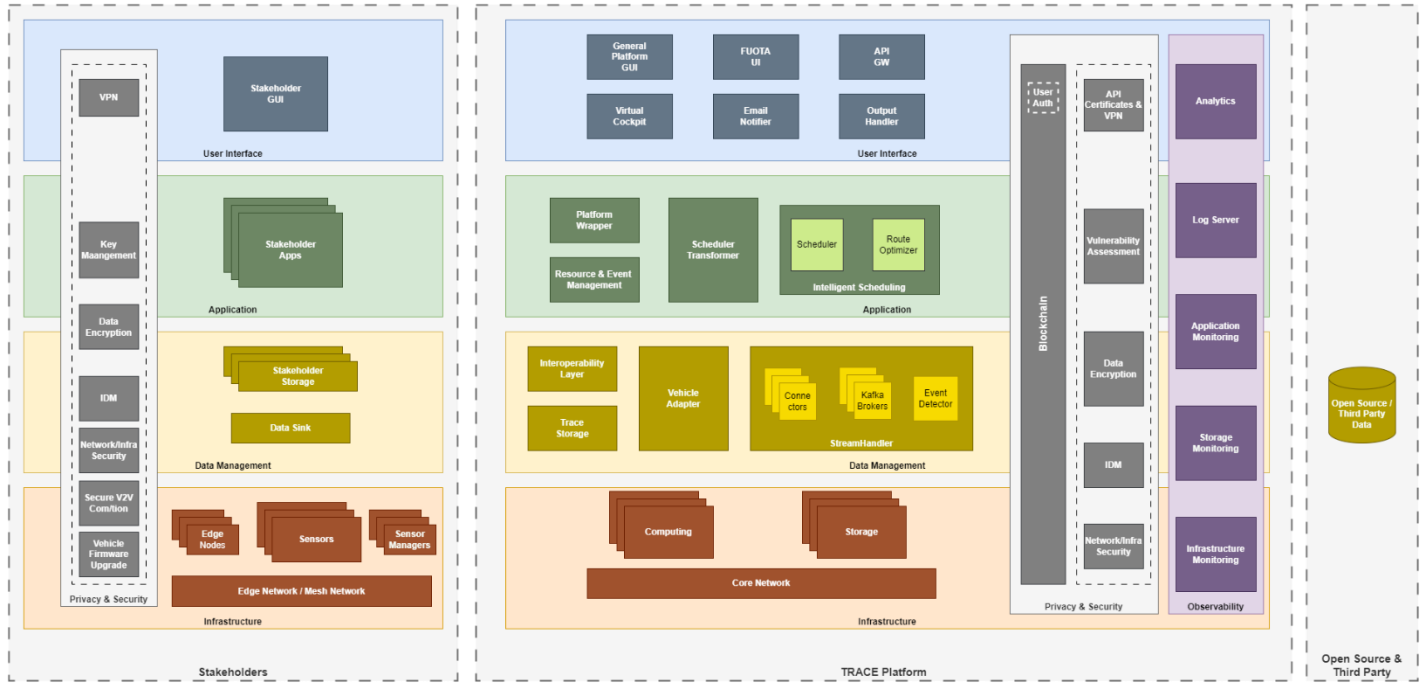 VPN
Key
Maangement
Data
Encryption
IDM
Network/Infra
Security
Secure V2V
Com/tion
Vehicle
Firmware
Upgrade
Privacy & Security
Stakeholder
GUI
User Interface
Stakeholder
Apps
Application
Stakeholder
Storage
Data Sink
Data Management
Edge
Nodes
Sensors
Sensor
Managers
Edge Network / Mesh Network
Infrastructure
Stakeholders
General
Platform
GUI
FUOTA
UI
API
GW
Virtual
Cockpit
Email
Notifier
Output
Handler
User Interface
Platform
Wrapper
Resource & Event
Management
Scheduler
Transformer
Scheduler
Route
Optimizer
Intelligent Scheduling
Application
Interoperability
Layer
Trace
Storage
Vehicle
Adapter
Conne
ctors
Kafka
Brokers
Event
Detector
StreamHandler
Data Management
Computing
Storage
Core Network
Infrastructure
User
Auth
Blockchain
API
Certificates &
VPN
Vulnerability
Assessment
Data
Encryption
IDM
Network/Infra
Security
Privacy & Security
Analytics
Log Server
Application
Monitoring
Storage
Monitoring
Infrastructure
Monitoring
Observability
TRACE Platform
Open Source /
Third Party
Data
Open Source &
Third Party